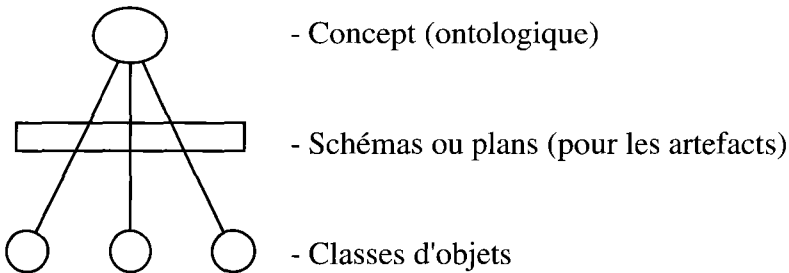 - Concept (ontologique)
- Schémas ou plans (pour les artefacts)
- Classes d'objets